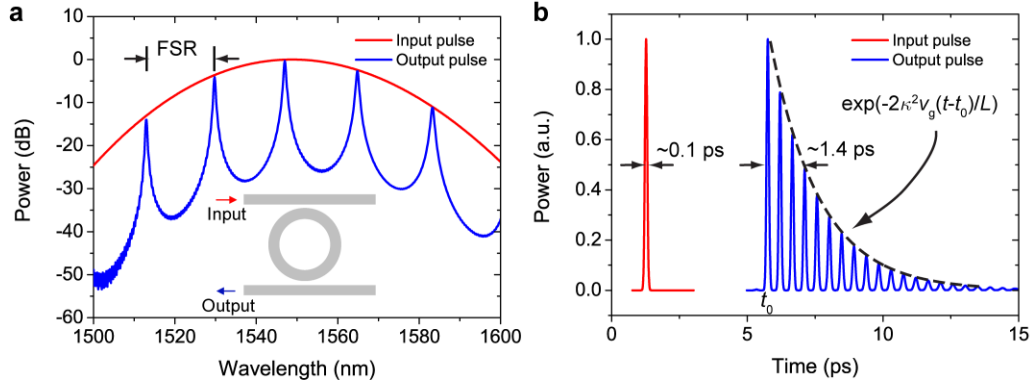 a
FSR
Input pulse
Output pulse
Input
Output
Power (dB)
0
-10
-20
-30
-40
-50
-60
1500
1520
1540
1560
1580
1600
Wavelength (nm)
b
Input pulse
Output pulse
exp(-2κ²vg(t-t0)/L)
~0.1 ps
~1.4 ps
t0
Power (a.u.)
1.0
0.8
0.6
0.4
0.2
0.0
0
5
10
15
Time (ps)